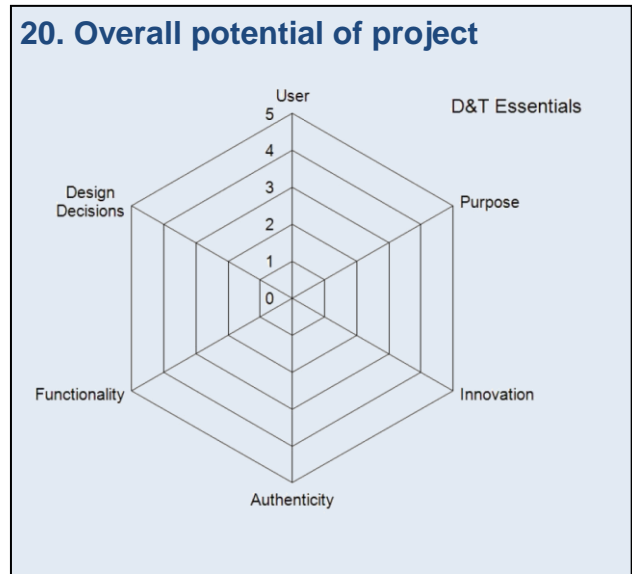 20. Overall potential of project
User
D&T Essentials
5
4
3
2
1
0
Design
Decisions
Purpose
Functionality
Innovation
Authenticity